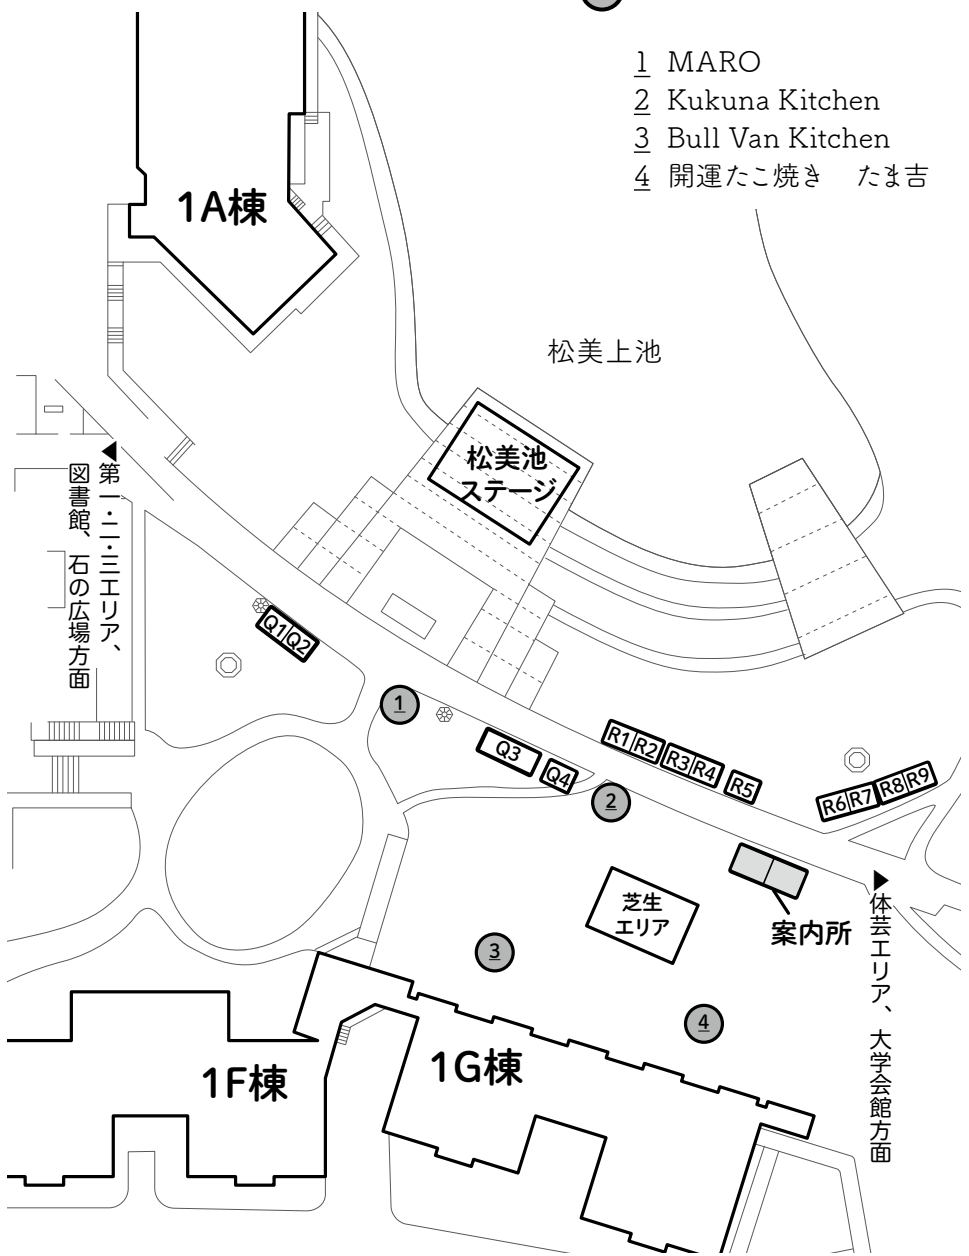 1 MARO
2 Kukuna Kitchen
3 Bull Van Kitchen
4 開運たこ焼き　たま吉
1A棟
松美上池
松美池
ステージ
◀第一・二・三エリア、
図書館、石の広場方面
Q1 Q2
1
Q3
Q4
2
R1 R2
R3 R4
R5
R6 R7
R8 R9
案内所
芝生
エリア
3
4
▶体芸エリア、大学会館方面
1F棟
1G棟